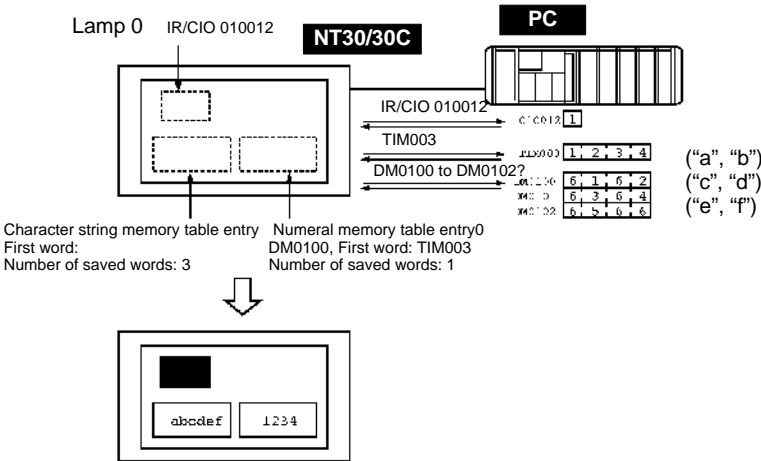 Lamp 0 IR/CIO 010012
NT30/30C
PC
IR/CIO 010012
010012 1
TIM003
TIM003 1 2 3 4 ("a", "b")
DM0100 to DM0102?
DM0100 6 1 6 2 ("c", "d")
6 3 6 4 ("e", "f")
6 5 6 6
Character string memory table entry
First word:
Number of saved words: 3
Numeral memory table entry0
DM0100, First word: TIM003
Number of saved words: 1
abcdef 1234